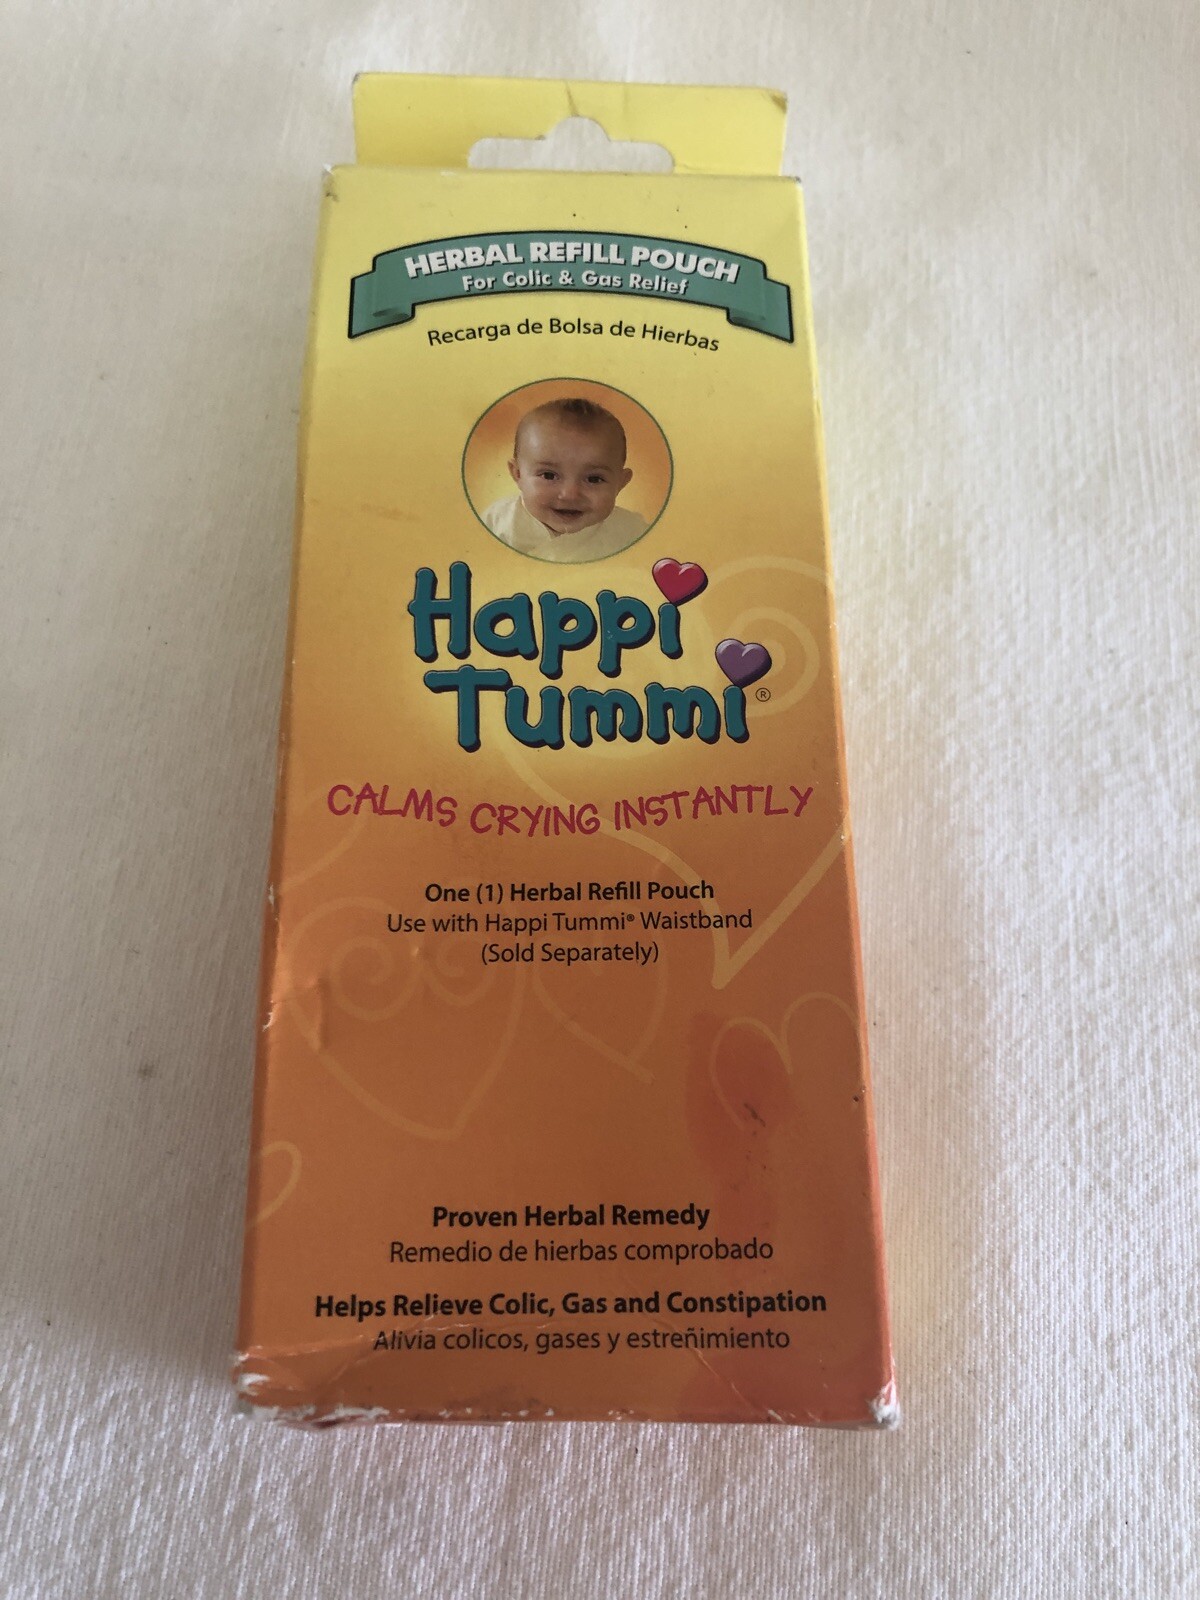 HERBAL REFILL POUCH
For Colic & Gas Relief
Recarga de Bolsa de Hierbas
Happi
Tummi®
CALMS CRYING INSTANTLY
One (1) Herbal Refill Pouch
Use with Happi Tummi® Waistband
(Sold Separately)
Proven Herbal Remedy
Remedio de hierbas comprobado
Helps Relieve Colic, Gas and Constipation
Alivia colicos, gases y estreñimiento